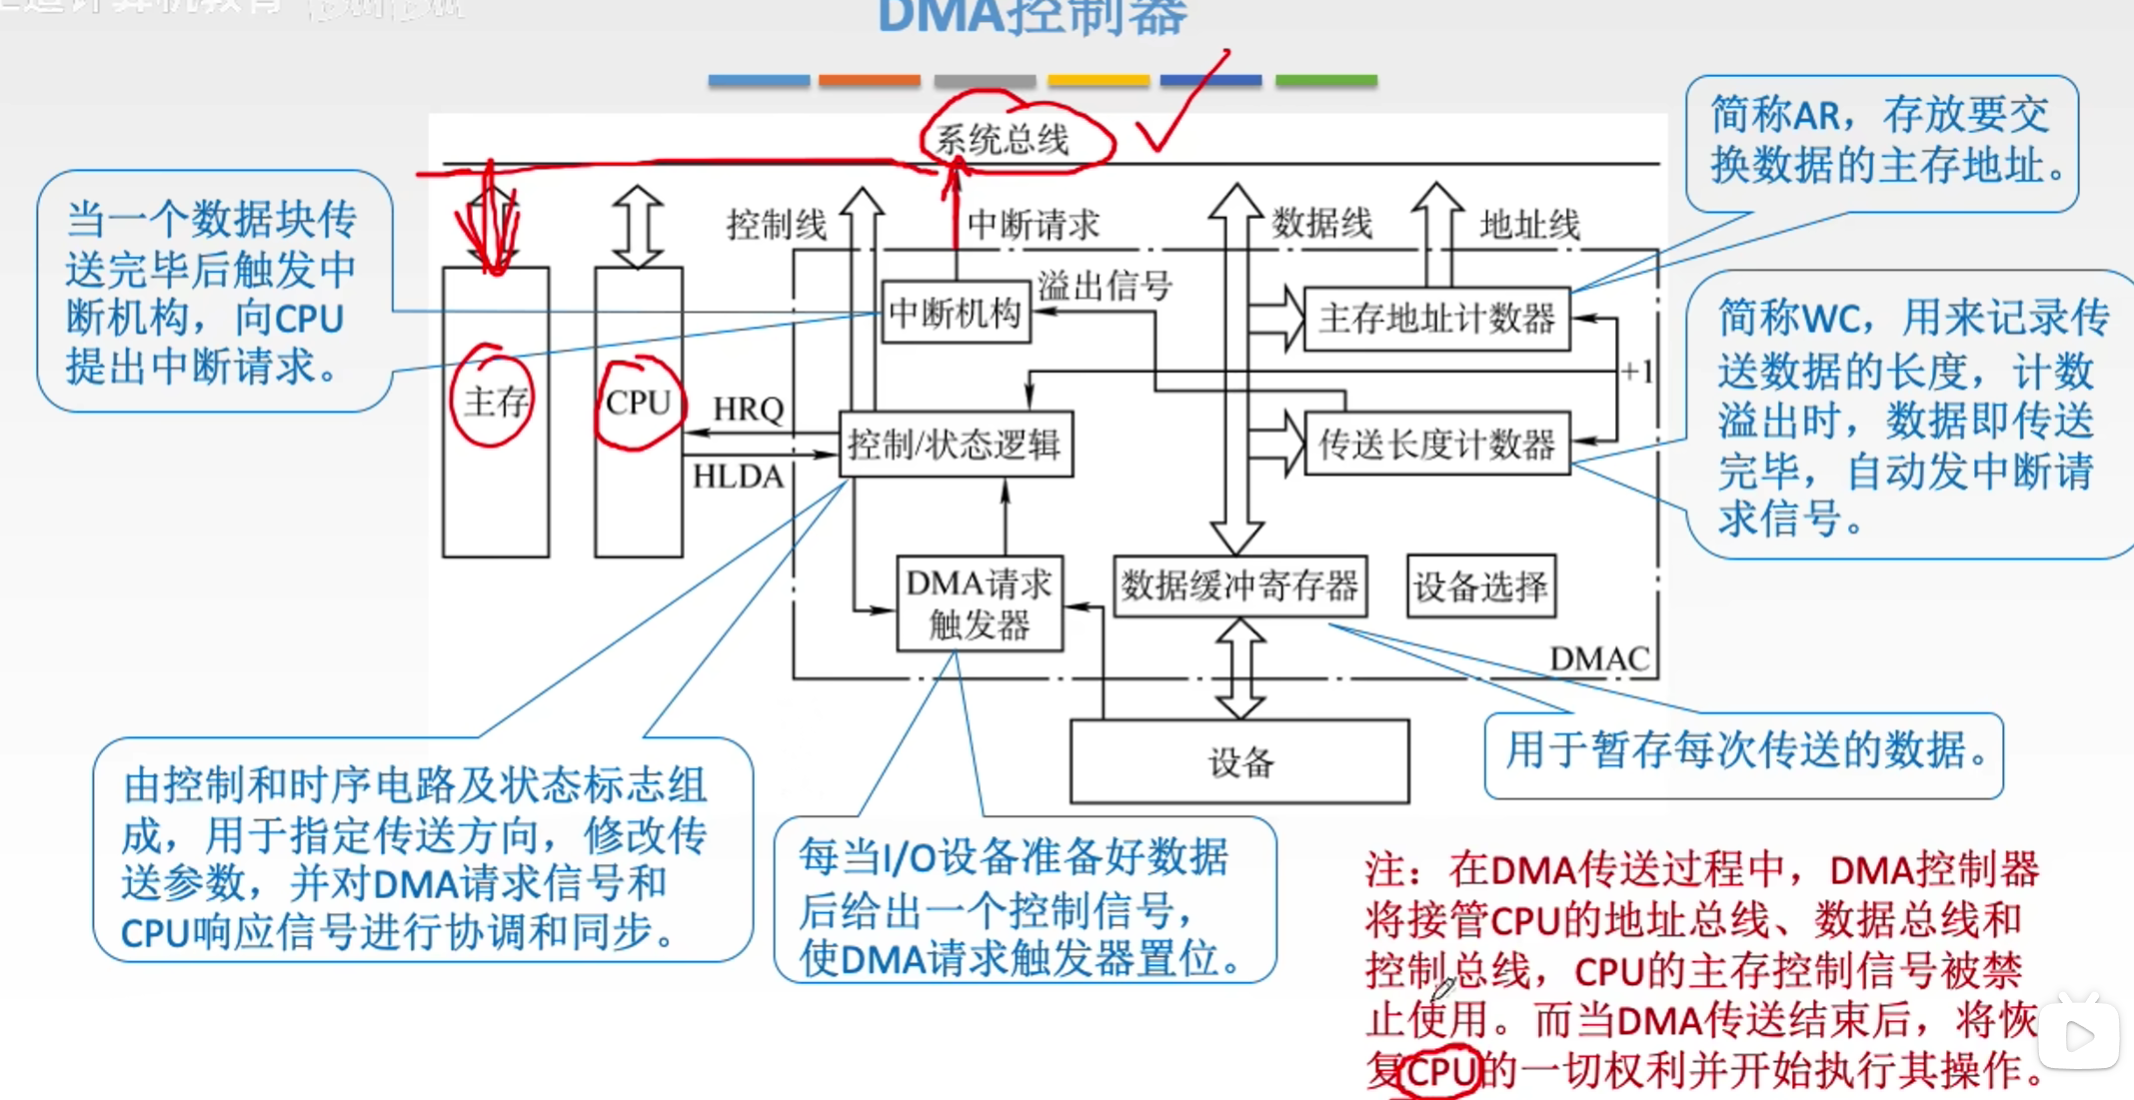 王道计算机教育 bilibili
DMA控制器
系统总线
简称AR，存放要交
换数据的主存地址。
当一个数据块传
送完毕后触发中
断机构，向CPU
提出中断请求。
控制线
中断请求
数据线
地址线
中断机构
溢出信号
主存地址计数器
+1
简称WC，用来记录传
送数据的长度，计数
溢出时，数据即传送
完毕，自动发中断请
求信号。
主存
CPU
HRQ
HLDA
控制/状态逻辑
传送长度计数器
DMA请求
触发器
数据缓冲寄存器
设备选择
DMAC
设备
用于暂存每次传送的数据。
由控制和时序电路及状态标志组
成，用于指定传送方向，修改传
送参数，并对DMA请求信号和
CPU响应信号进行协调和同步。
每当I/O设备准备好数据
后给出一个控制信号，
使DMA请求触发器置位。
注：在DMA传送过程中，DMA控制器
将接管CPU的地址总线、数据总线和
控制总线，CPU的主存控制信号被禁
止使用。而当DMA传送结束后，将恢
复CPU的一切权利并开始执行其操作。